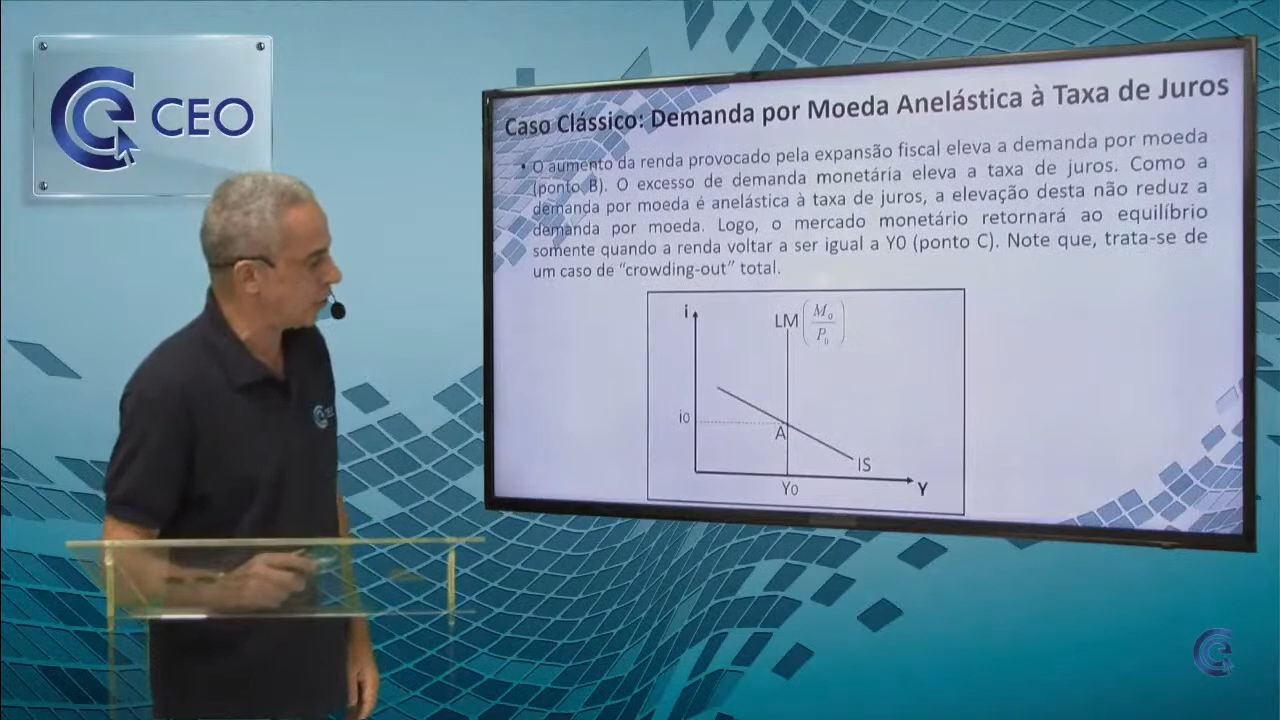 CEO
Caso Clássico: Demanda por Moeda Anelástica à Taxa de Juros
• O aumento da renda provocado pela expansão fiscal eleva a demanda por moeda
(ponto B). O excesso de demanda monetária eleva a taxa de juros. Como a
demanda por moeda é anelástica à taxa de juros, a elevação desta não reduz a
demanda por moeda. Logo, o mercado monetário retornará ao equilíbrio
somente quando a renda voltar a ser igual a Y0 (ponto C). Note que, trata-se de
um caso de “crowding-out” total.
i
LM (M₀/P₀)
i0
A
IS
Y0
Y